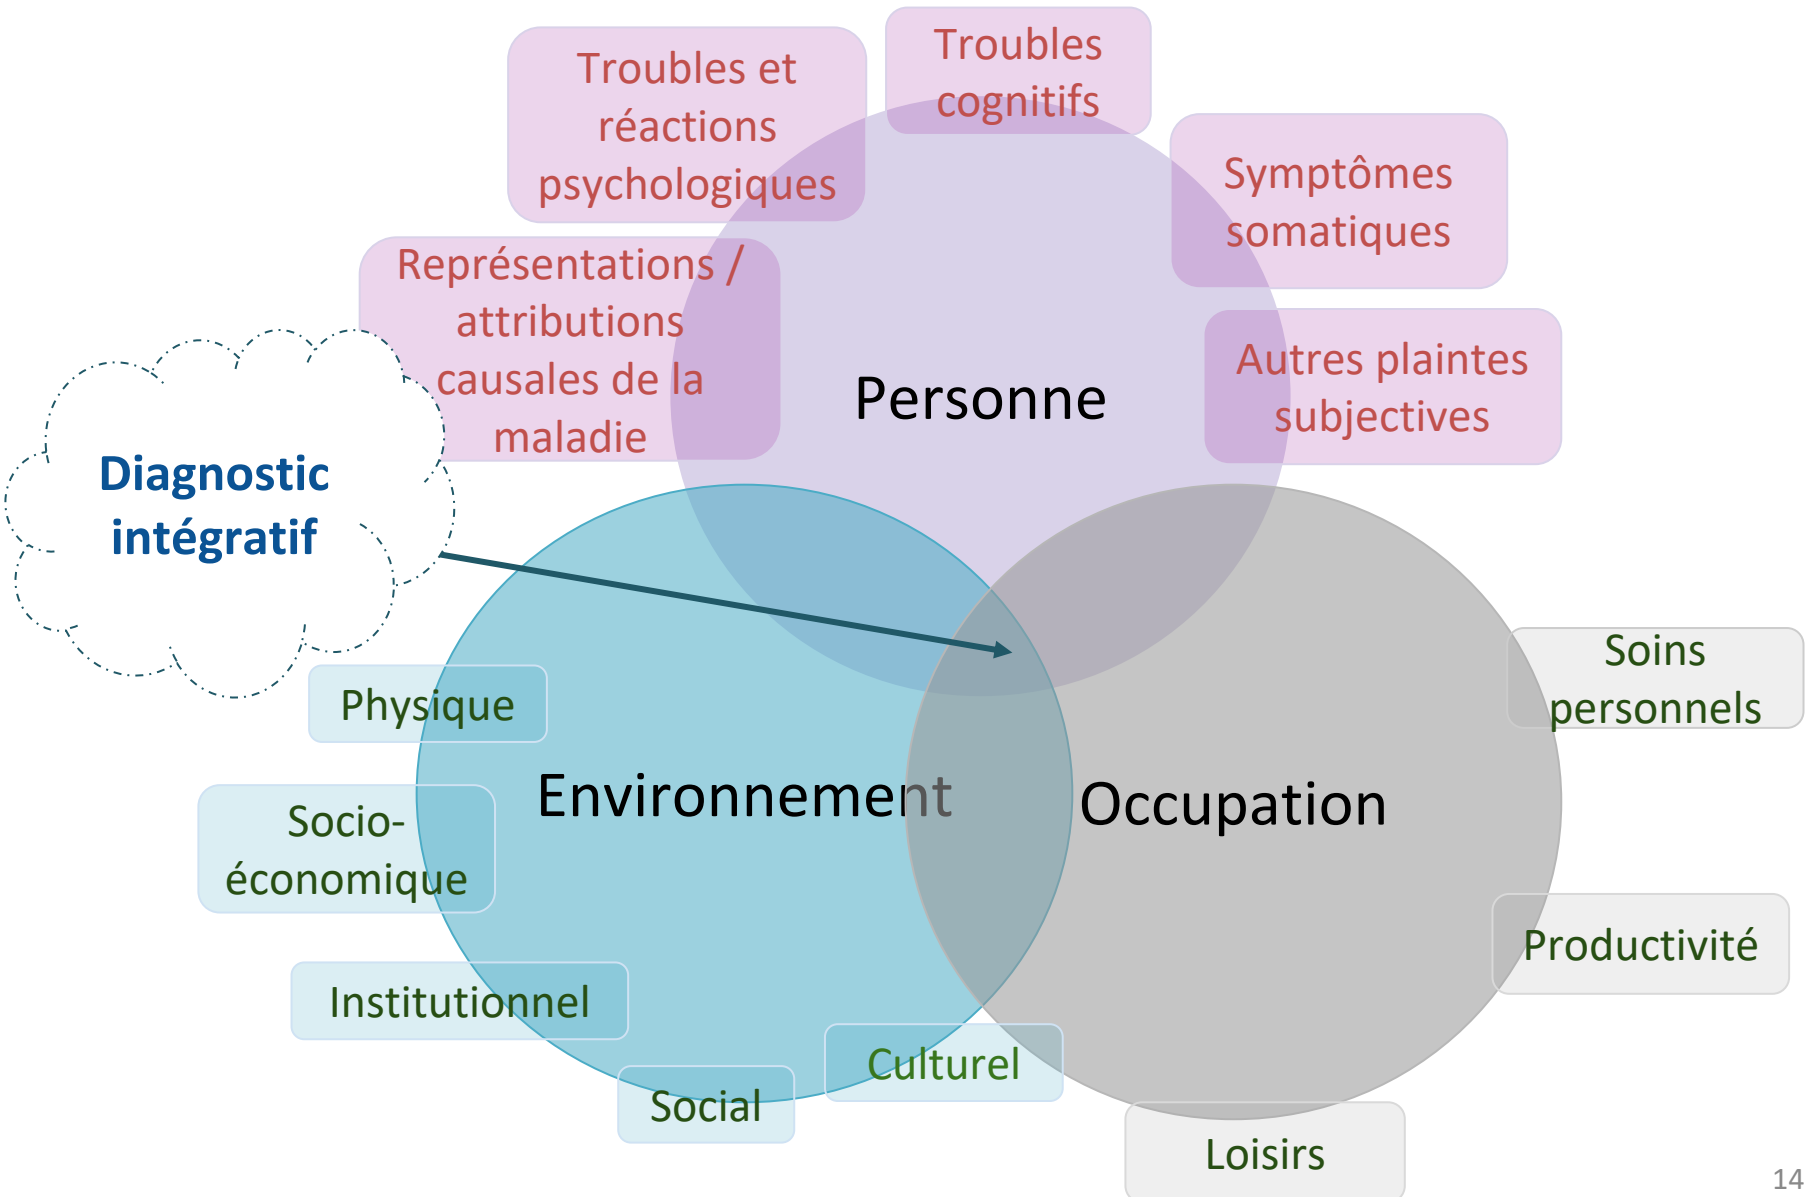 Troubles et
réactions
psychologiques
Troubles
cognitifs
Symptômes
somatiques
Représentations /
attributions
causales de la
maladie
Autres plaintes
subjectives
Personne
Diagnostic
intégratif
Physique
Socio-
économique
Institutionnel
Social
Culturel
Environnement
Occupation
Soins
personnels
Productivité
Loisirs
14